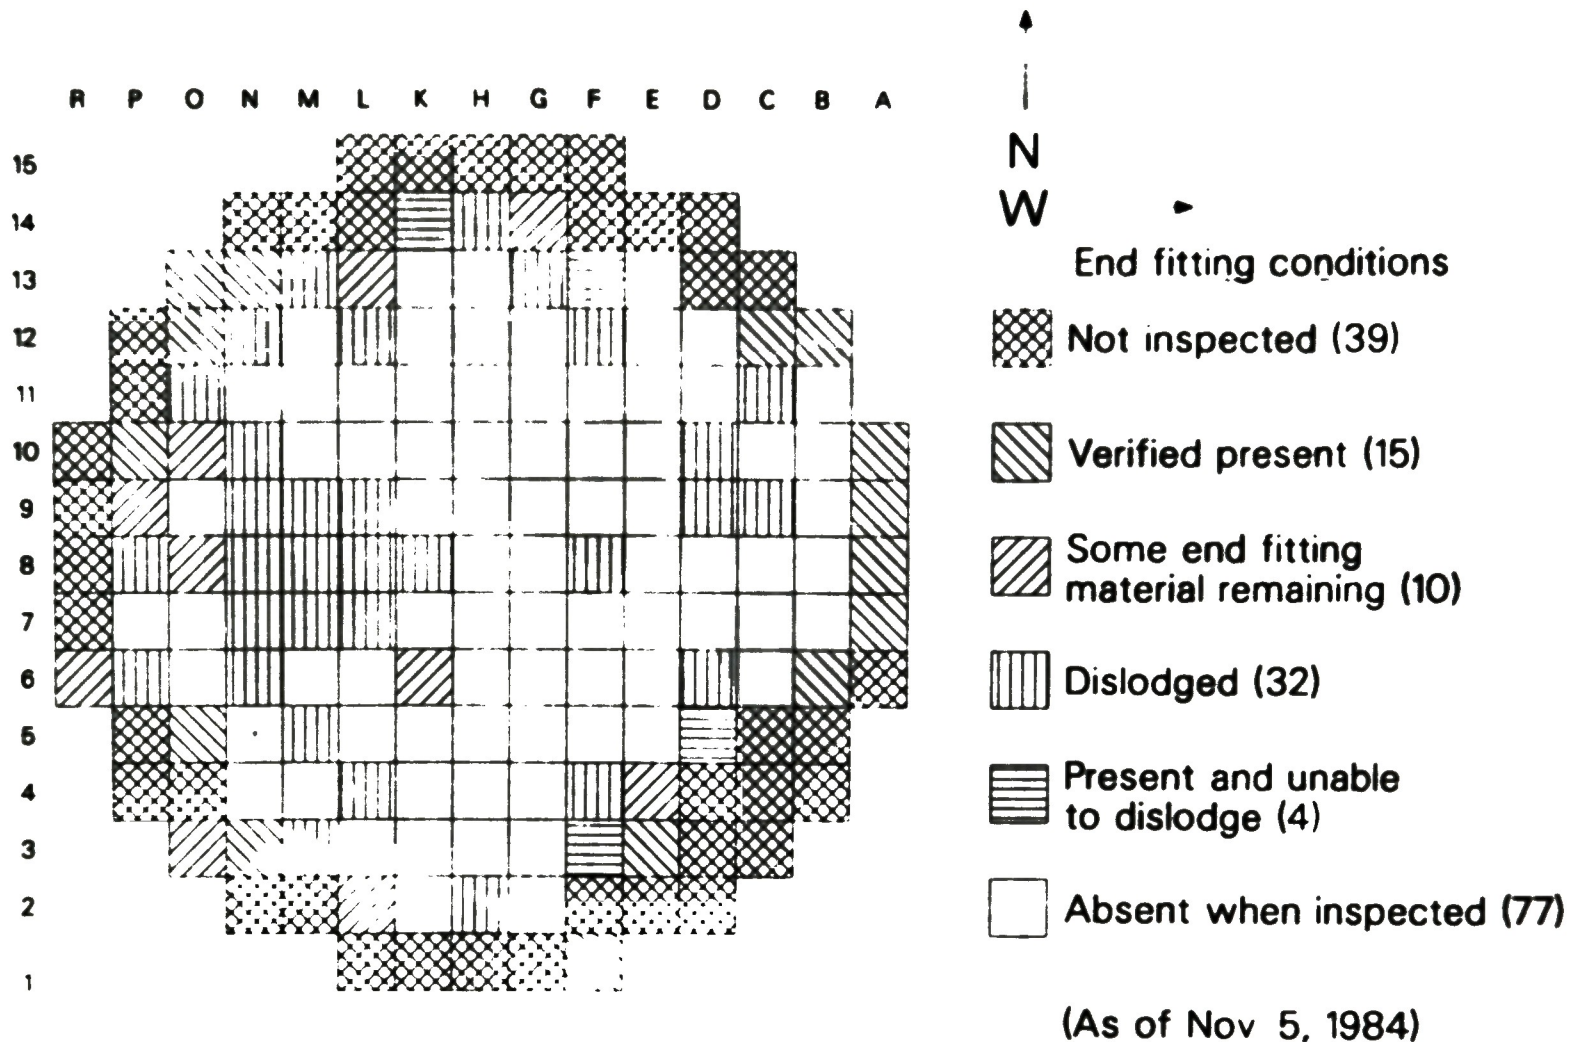 R P O N M L K H G F E D C B A
15
14
13
12
11
10
9
8
7
6
5
4
3
2
1
N
W
End fitting conditions
Not inspected (39)
Verified present (15)
Some end fitting
material remaining (10)
Dislodged (32)
Present and unable
to dislodge (4)
Absent when inspected (77)
(As of Nov 5, 1984)